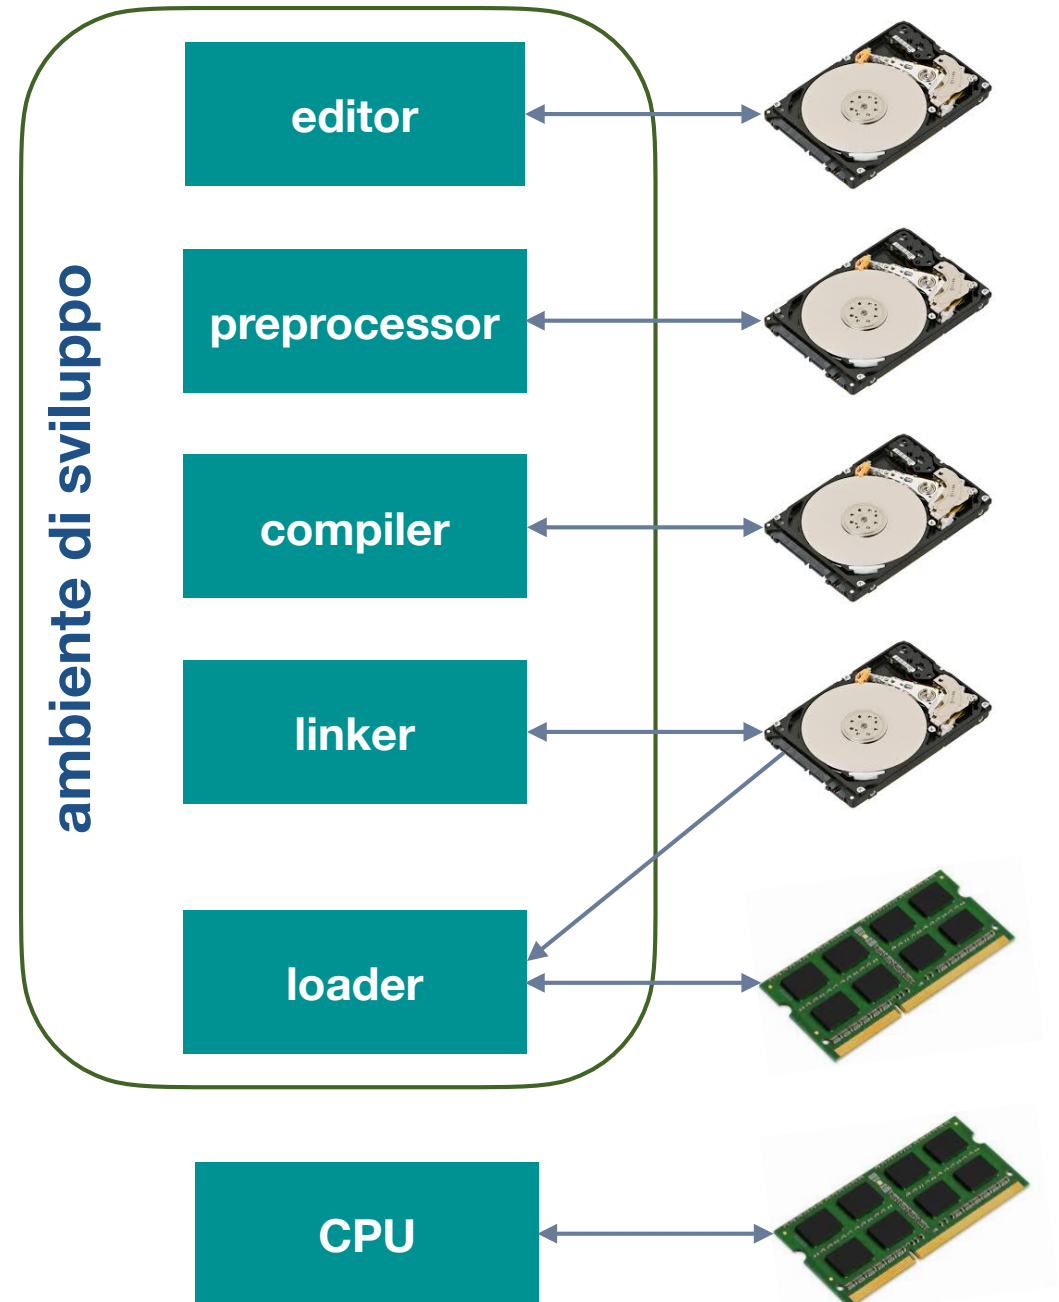 ambiente di sviluppo
editor
preprocessor
compiler
linker
loader
CPU